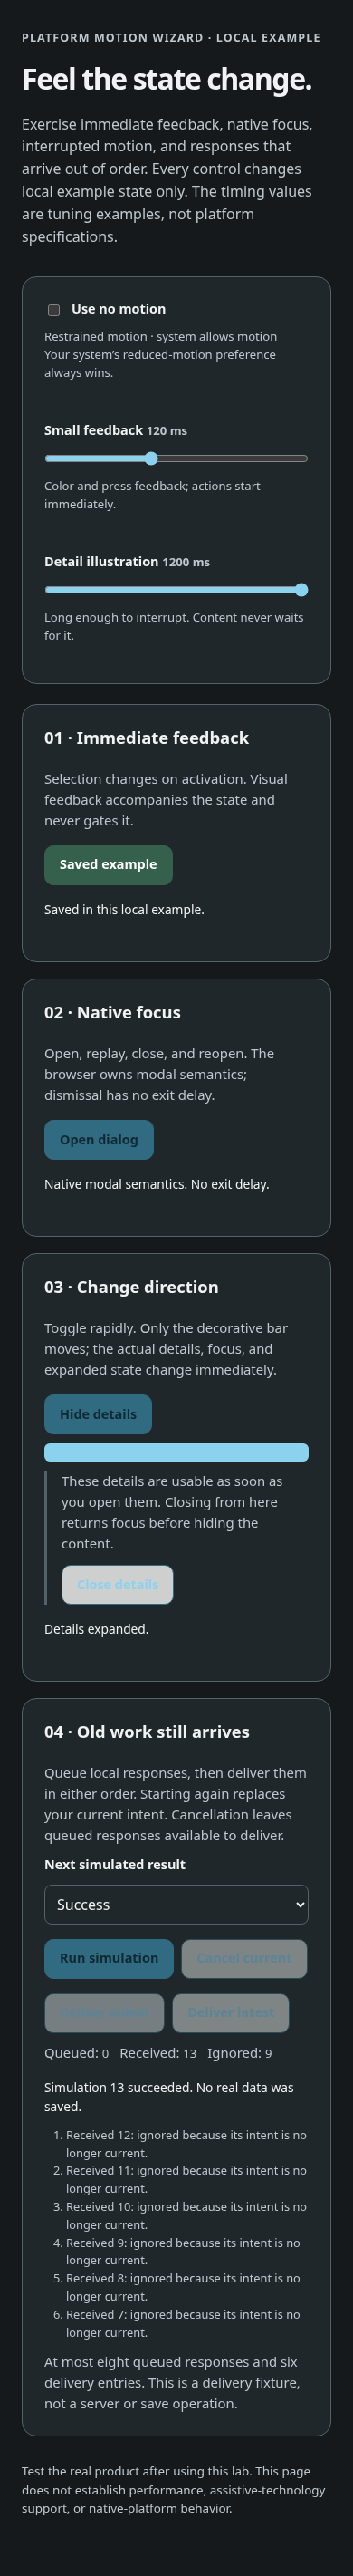 PLATFORM MOTION WIZARD · LOCAL EXAMPLE
Feel the state change.
Exercise immediate feedback, native focus,
interrupted motion, and responses that
arrive out of order. Every control changes
local example state only. The timing values
are tuning examples, not platform
specifications.
Use no motion
Restrained motion · system allows motion
Your system’s reduced-motion preference
always wins.
Small feedback 120 ms
Color and press feedback; actions start
immediately.
Detail illustration 1200 ms
Long enough to interrupt. Content never waits
for it.
01 · Immediate feedback
Selection changes on activation. Visual
feedback accompanies the state and
never gates it.
Saved example
Saved in this local example.
02 · Native focus
Open, replay, close, and reopen. The
browser owns modal semantics;
dismissal has no exit delay.
Open dialog
Native modal semantics. No exit delay.
03 · Change direction
Toggle rapidly. Only the decorative bar
moves; the actual details, focus, and
expanded state change immediately.
Hide details
These details are usable as soon as
you open them. Closing from here
returns focus before hiding the
content.
Close details
Details expanded.
04 · Old work still arrives
Queue local responses, then deliver them
in either order. Starting again replaces
your current intent. Cancellation leaves
queued responses available to deliver.
Next simulated result
Success
Run simulation Cancel current
Deliver latest
Queued: 0 Received: 13 Ignored: 9
Simulation 13 succeeded. No real data was
saved.
1. Received 12: ignored because its intent is no
longer current.
2. Received 11: ignored because its intent is no
longer current.
3. Received 10: ignored because its intent is no
longer current.
4. Received 9: ignored because its intent is no
longer current.
5. Received 8: ignored because its intent is no
longer current.
6. Received 7: ignored because its intent is no
longer current.
At most eight queued responses and six
delivery entries. This is a delivery fixture,
not a server or save operation.
Test the real product after using this lab. This page
does not establish performance, assistive-technology
support, or native-platform behavior.